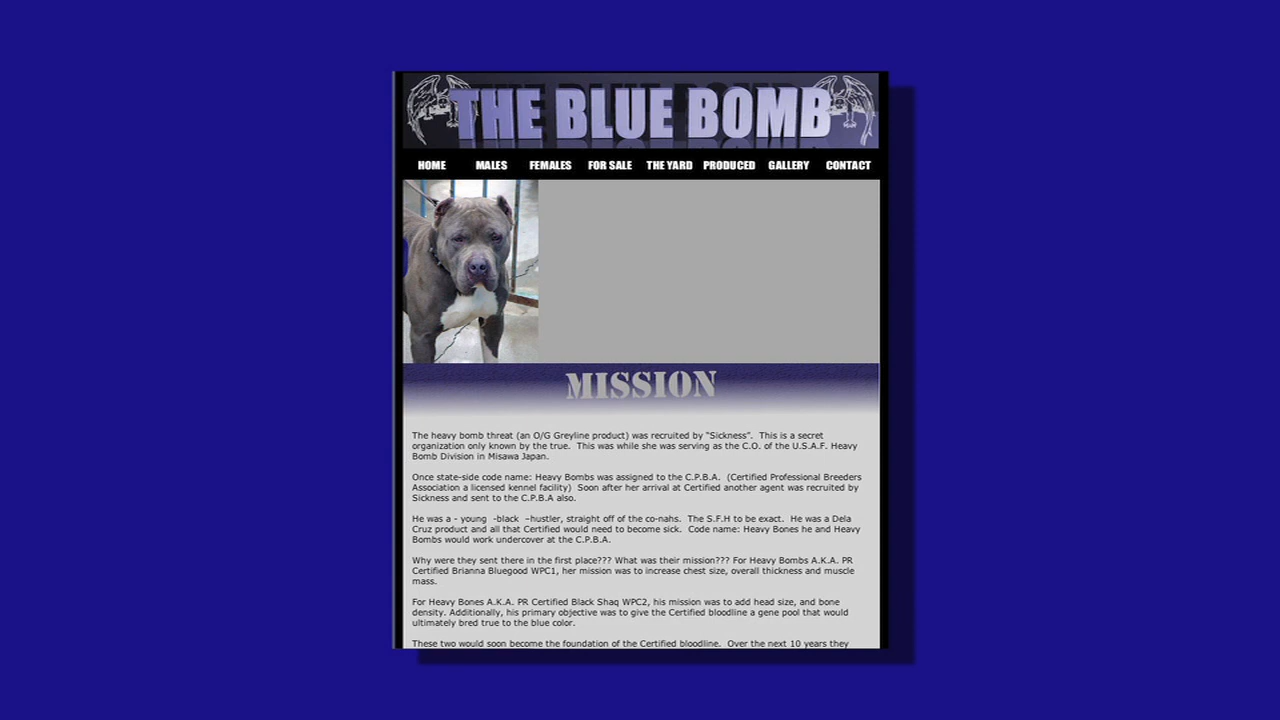 THE BLUE BOMB
HOME MALES FEMALES FOR SALE THE YARD PRODUCED GALLERY CONTACT
MISSION
The heavy bomb threat (an O/G Greyline product) was recruited by “Sickness”.  This is a secret
organization only known by the true.  This was while she was serving as the C.O. of the U.S.A.F. Heavy
Bomb Division in Misawa Japan.
Once state-side code name: Heavy Bombs was assigned to the C.P.B.A.  (Certified Professional Breeders
Association a licensed kennel facility)  Soon after her arrival at Certified another agent was recruited by
Sickness and sent to the C.P.B.A also.
He was a - young  -black  –hustler, straight off of the co-nahs.  The S.F.H to be exact.  He was a Dela
Cruz product and all that Certified would need to become sick.  Code name: Heavy Bones he and Heavy
Bombs would work undercover at the C.P.B.A.
Why were they sent there in the first place??? What was their mission??? For Heavy Bombs A.K.A. PR
Certified Brianna Bluegood WPC1, her mission was to increase chest size, overall thickness and muscle
mass.
For Heavy Bones A.K.A. PR Certified Black Shaq WPC2, his mission was to add head size, and bone
density. Additionally, his primary objective was to give the Certified bloodline a gene pool that would
ultimately bred true to the blue color.
These two would soon become the foundation of the Certified bloodline.  Over the next 10 years they